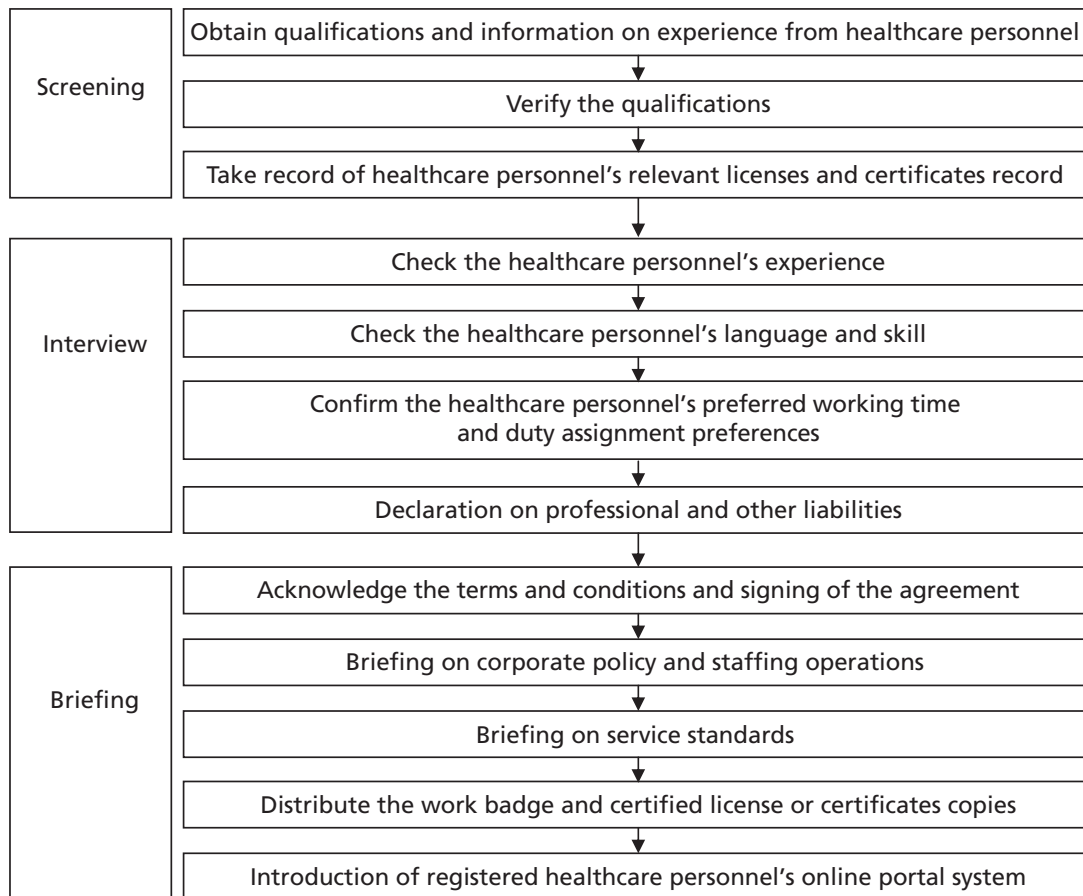 Screening
Obtain qualifications and information on experience from healthcare personnel
Verify the qualifications
Take record of healthcare personnel's relevant licenses and certificates record
Interview
Check the healthcare personnel's experience
Check the healthcare personnel's language and skill
Confirm the healthcare personnel's preferred working time
and duty assignment preferences
Declaration on professional and other liabilities
Briefing
Acknowledge the terms and conditions and signing of the agreement
Briefing on corporate policy and staffing operations
Briefing on service standards
Distribute the work badge and certified license or certificates copies
Introduction of registered healthcare personnel's online portal system